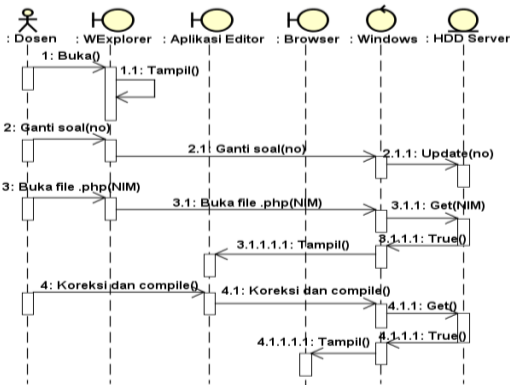 : Dosen : WExplorer : Aplikasi Editor : Browser : Windows : HDD Server
1: Buka()
1.1: Tampil()
2: Ganti soal(no)
2.1: Ganti soal(no)
2.1.1: Update(no)
3: Buka file .php(NIM)
3.1: Buka file .php(NIM)
3.1.1: Get(NIM)
3.1.1.1: True()
3.1.1.1.1: Tampil()
4: Koreksi dan compile()
4.1: Koreksi dan compile()
4.1.1: Get()
4.1.1.1: True()
4.1.1.1.1: Tampil()